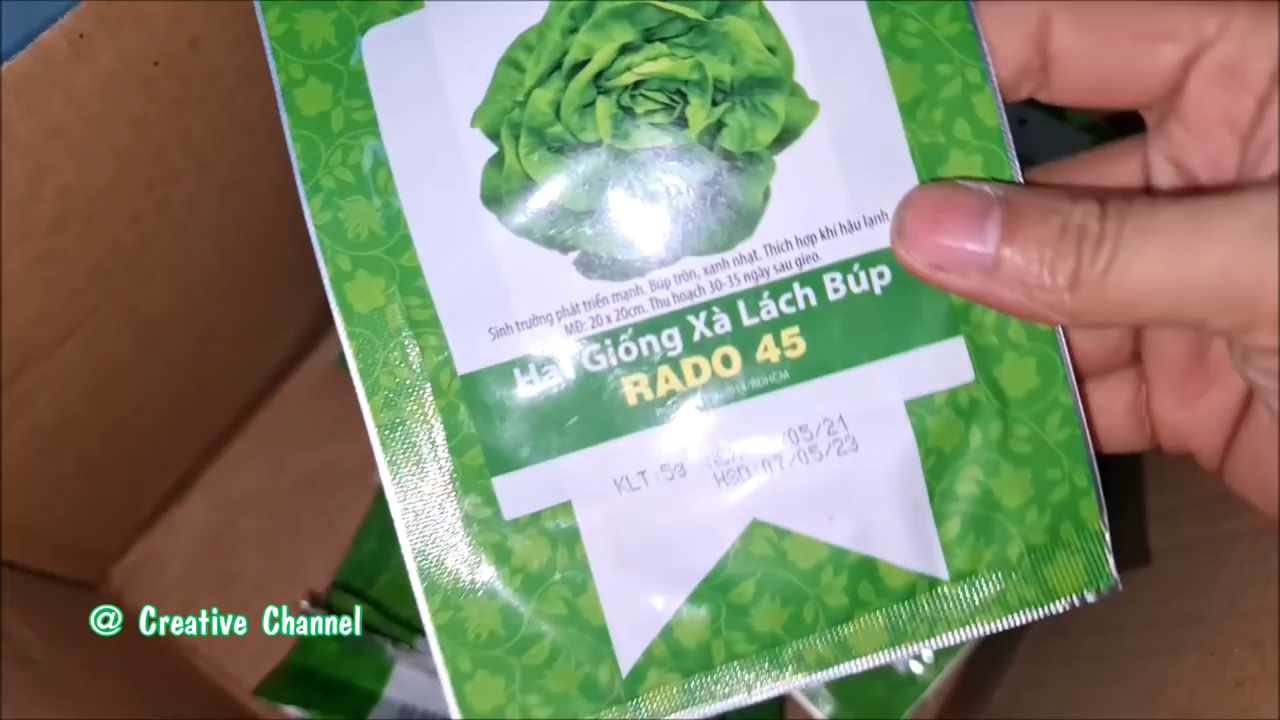 Sinh trưởng phát triển mạnh. Búp tròn, xanh nhạt. Thích hợp khí hậu lạnh
MĐ: 20 x 20cm. Thu hoạch 30-35 ngày sau gieo.
Hạt Giống Xà Lách Búp
RADO 45
KLT:5g /05/21
HSD:07/05/23
@ Creative Channel